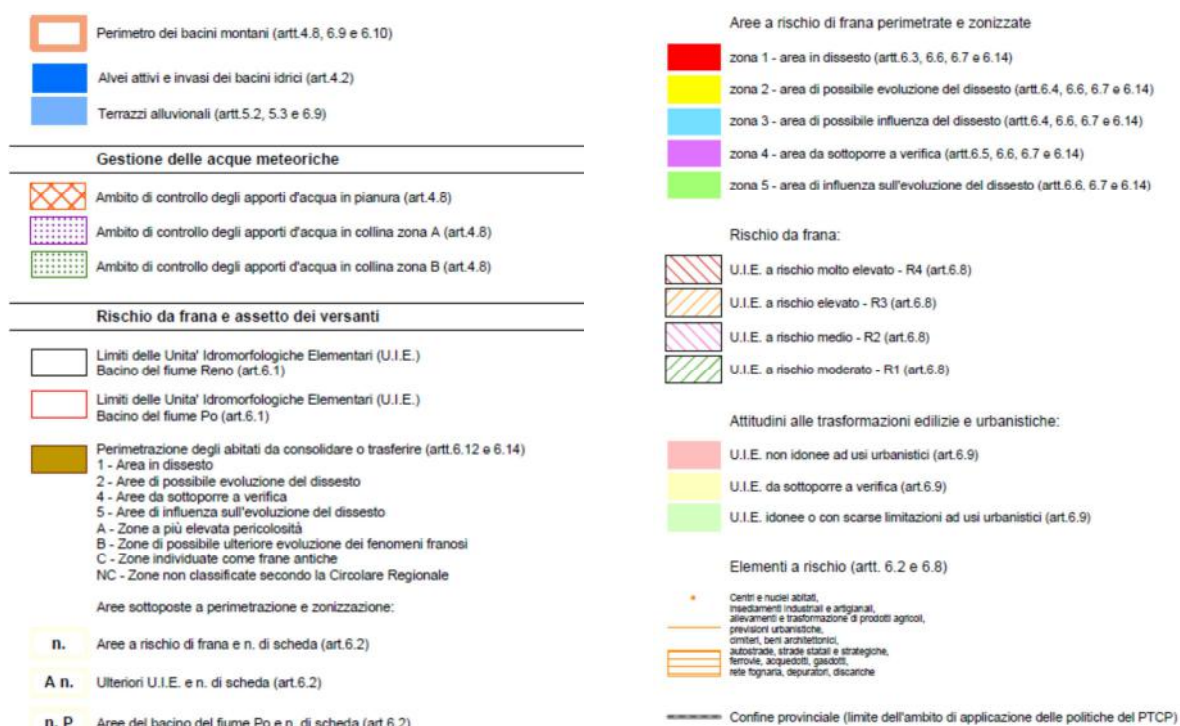 Perimetro dei bacini montani (artt.4.8, 6.9 e 6.10)
Alvei attivi e invasi dei bacini idrici (art.4.2)
Terrazzi alluvionali (artt.5.2, 5.3 e 6.9)
Gestione delle acque meteoriche
Ambito di controllo degli apporti d'acqua in pianura (art.4.8)
Ambito di controllo degli apporti d'acqua in collina zona A (art.4.8)
Ambito di controllo degli apporti d'acqua in collina zona B (art.4.8)
Rischio da frana e assetto dei versanti
Limiti delle Unita' Idromorfologiche Elementari (U.I.E.)
Bacino del fiume Reno (art.6.1)
Limiti delle Unita' Idromorfologiche Elementari (U.I.E.)
Bacino del fiume Po (art.6.1)
Perimetrazione degli abitati da consolidare o trasferire (artt.6.12 e 6.14)
1 - Area in dissesto
2 - Aree di possibile evoluzione del dissesto
4 - Aree da sottoporre a verifica
5 - Aree di influenza sull'evoluzione del dissesto
A - Zone a più elevata pericolosità
B - Zone di possibile ulteriore evoluzione dei fenomeni franosi
C - Zone individuate come frane antiche
NC - Zone non classificate secondo la Circolare Regionale
Aree sottoposte a perimetrazione e zonizzazione:
n. Aree a rischio di frana e n. di scheda (art.6.2)
A n. Ulteriori U.I.E. e n. di scheda (art.6.2)
n. P Aree del bacino del fiume Po e n. di scheda (art.6.2)
Aree a rischio di frana perimetrate e zonizzate
zona 1 - area in dissesto (artt.6.3, 6.6, 6.7 e 6.14)
zona 2 - area di possibile evoluzione del dissesto (artt.6.4, 6.6, 6.7 e 6.14)
zona 3 - area di possibile influenza del dissesto (artt.6.4, 6.6, 6.7 e 6.14)
zona 4 - area da sottoporre a verifica (artt.6.5, 6.6, 6.7 e 6.14)
zona 5 - area di influenza sull'evoluzione del dissesto (artt.6.6, 6.7 e 6.14)
Rischio da frana:
U.I.E. a rischio molto elevato - R4 (art.6.8)
U.I.E. a rischio elevato - R3 (art.6.8)
U.I.E. a rischio medio - R2 (art.6.8)
U.I.E. a rischio moderato - R1 (art.6.8)
Attitudini alle trasformazioni edilizie e urbanistiche:
U.I.E. non idonee ad usi urbanistici (art.6.9)
U.I.E. da sottoporre a verifica (art.6.9)
U.I.E. idonee o con scarse limitazioni ad usi urbanistici (art.6.9)
Elementi a rischio (artt. 6.2 e 6.8)
Centri e nuclei abitati,
insediamenti industriali e artigianali,
allevamenti e trasformazione di prodotti agricoli,
previsioni urbanistiche,
cimiteri, beni architettonici,
autostrade, strade statali e strategiche,
ferrovie, acquedotti, gasdotti,
rete fognaria, depuratori, discariche
Confine provinciale (limite dell'ambito di applicazione delle politiche del PTCP)